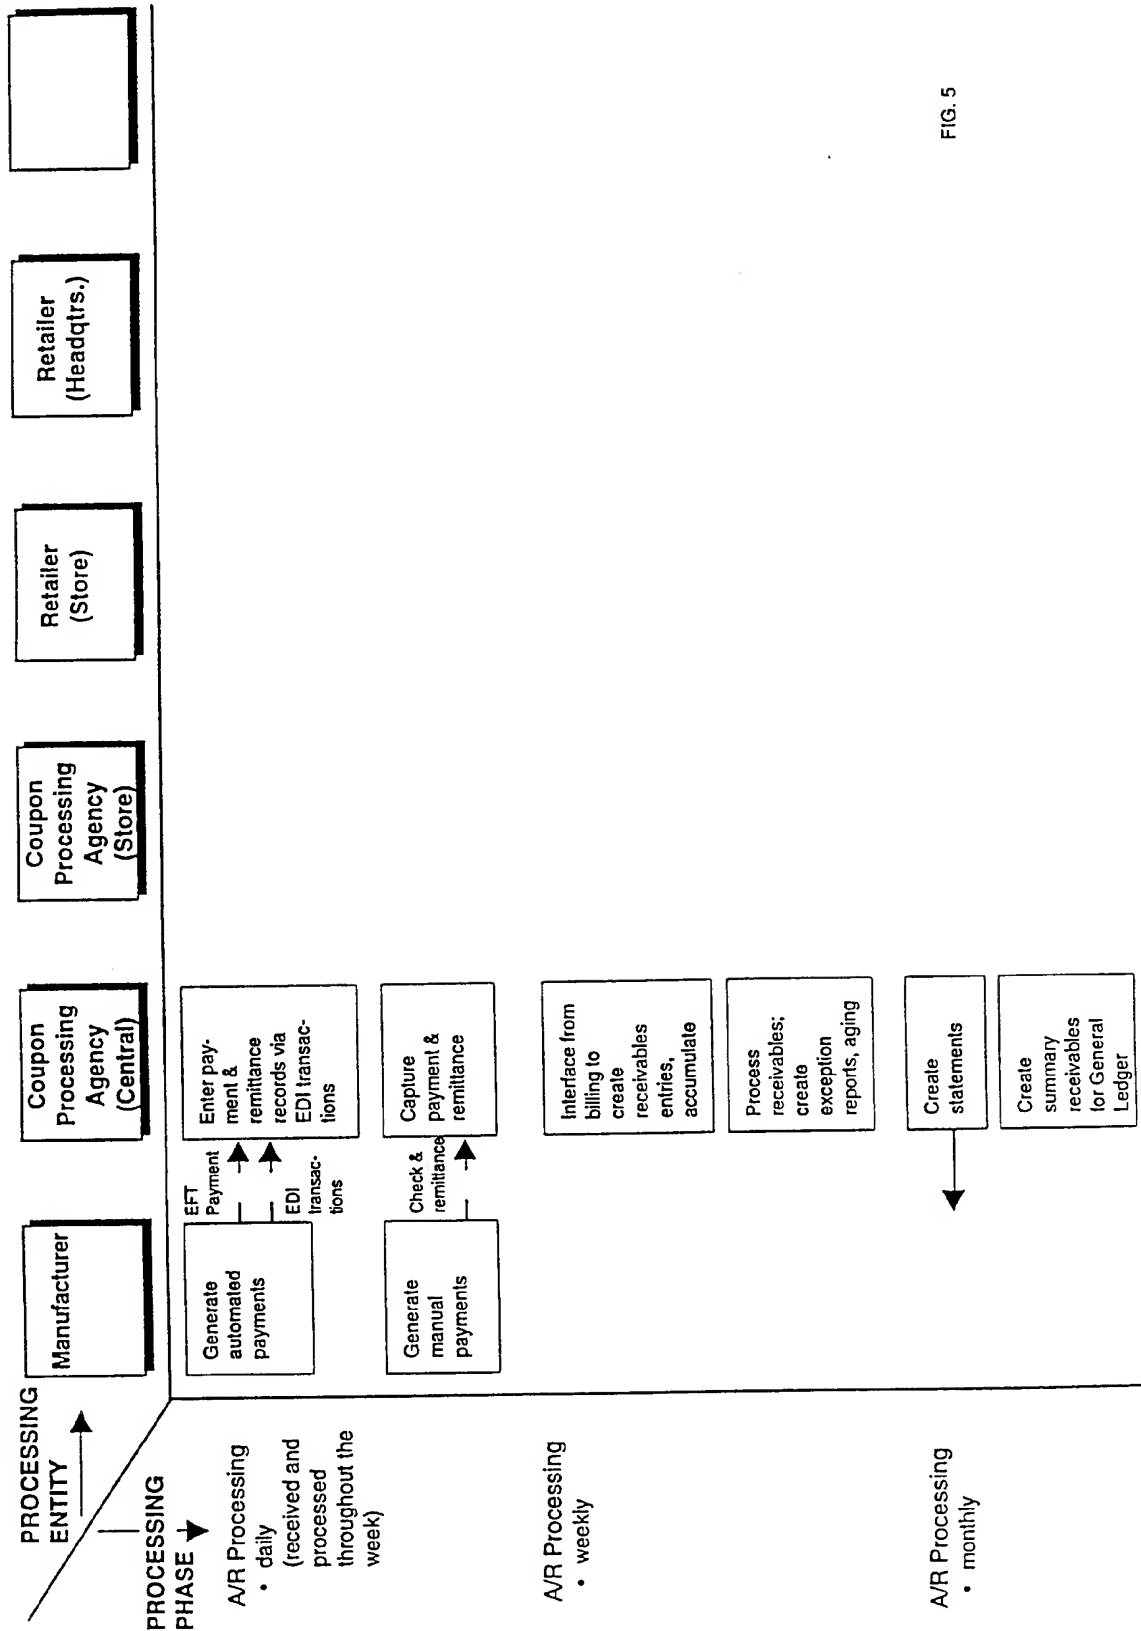 PROCESSING
ENTITY
PROCESSING
PHASE
Manufacturer
Coupon
Processing
Agency
(Central)
Coupon
Processing
Agency
(Store)
Retailer
(Store)
Retailer
(Headqtrs.)
A/R Processing
• daily
(received and
processed
throughout the
week)
Generate
automated
payments
EFT
Payment
EDI
transac-
tions
Enter pay-
ment &
remittance
records via
EDI transac-
tions
Generate
manual
payments
Check &
remittance
Capture
payment &
remittance
A/R Processing
• weekly
Interface from
billing to
create
receivables
entries,
accumulate
Process
receivables;
create
exception
reports, aging
A/R Processing
• monthly
Create
statements
Create
summary
receivables
for General
Ledger
FIG. 5